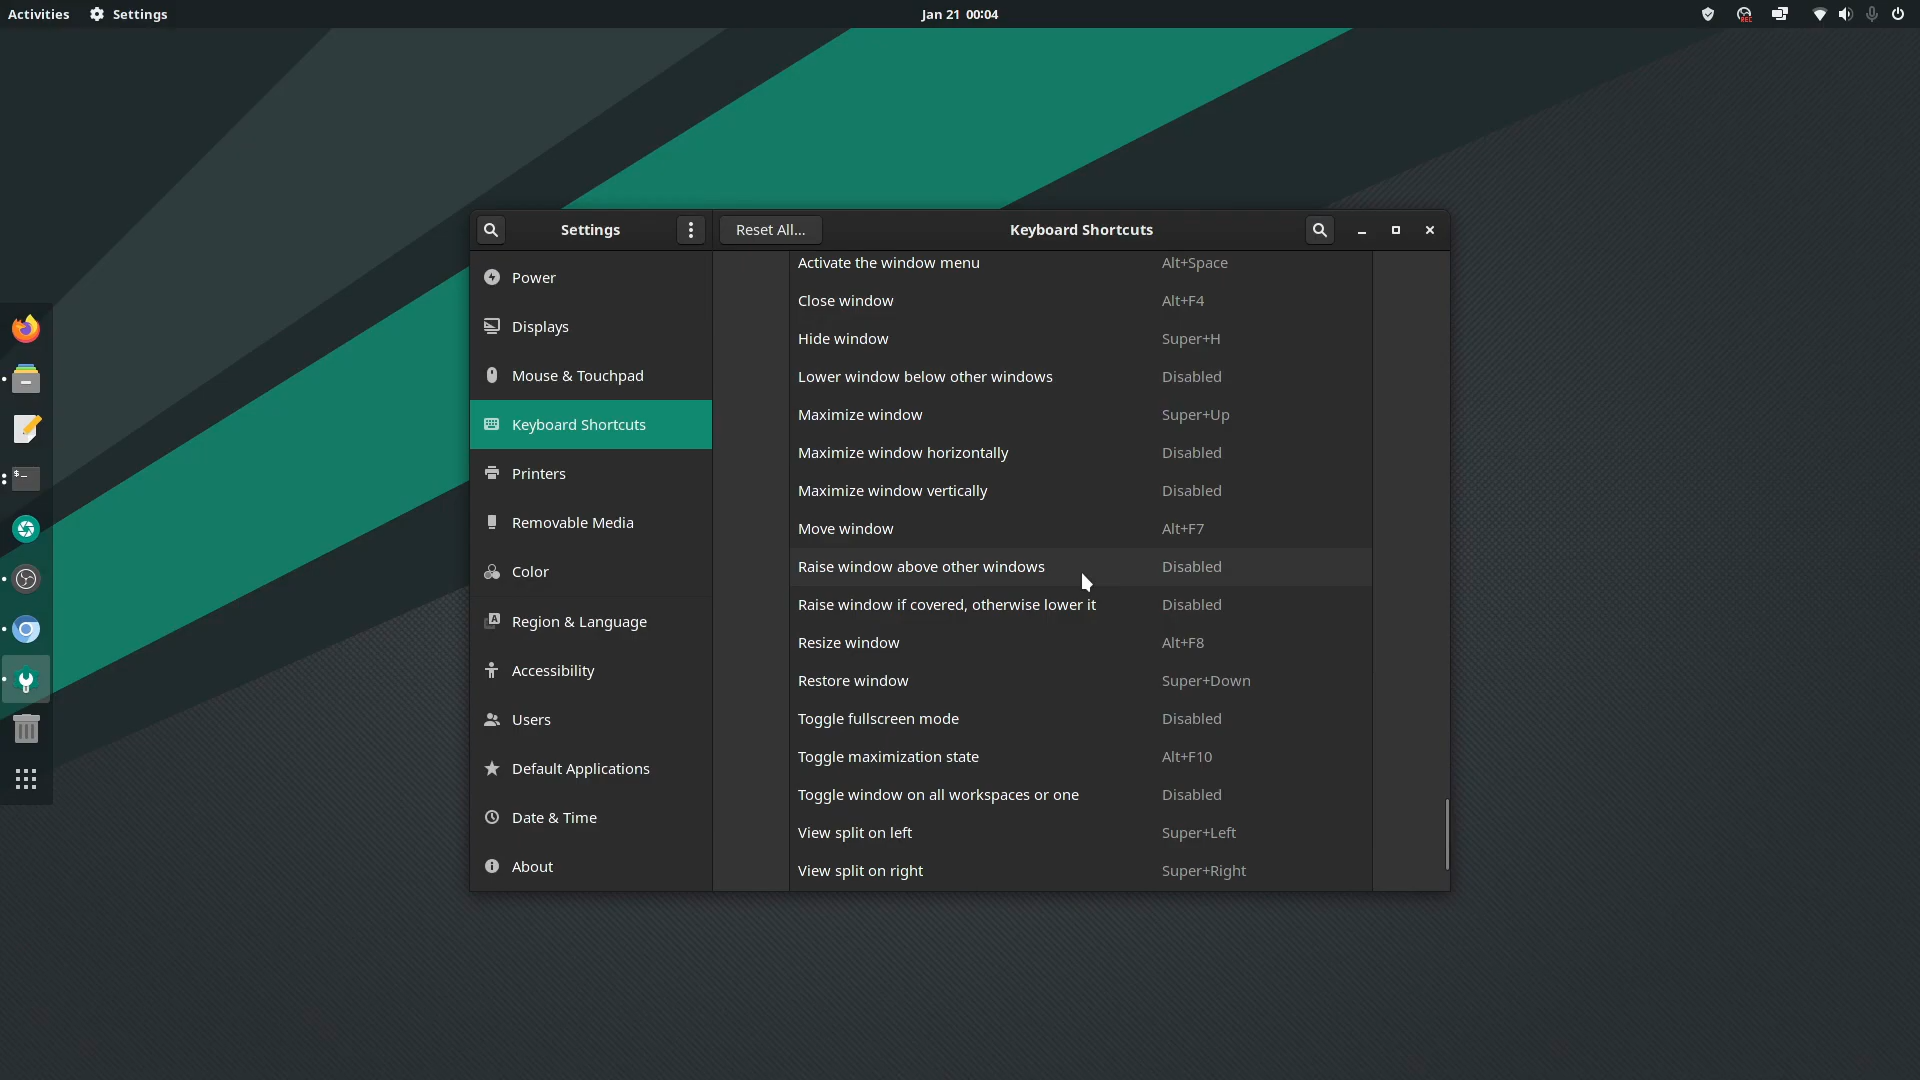 Activities Settings Jan 21 00:04
REC
Settings Reset All... Keyboard Shortcuts
Power
Displays
Mouse & Touchpad
Keyboard Shortcuts
Printers
Removable Media
Color
Region & Language
Accessibility
Users
Default Applications
Date & Time
About
Activate the window menu Alt+Space
Close window Alt+F4
Hide window Super+H
Lower window below other windows Disabled
Maximize window Super+Up
Maximize window horizontally Disabled
Maximize window vertically Disabled
Move window Alt+F7
Raise window above other windows Disabled
Raise window if covered, otherwise lower it Disabled
Resize window Alt+F8
Restore window Super+Down
Toggle fullscreen mode Disabled
Toggle maximization state Alt+F10
Toggle window on all workspaces or one Disabled
View split on left Super+Left
View split on right Super+Right